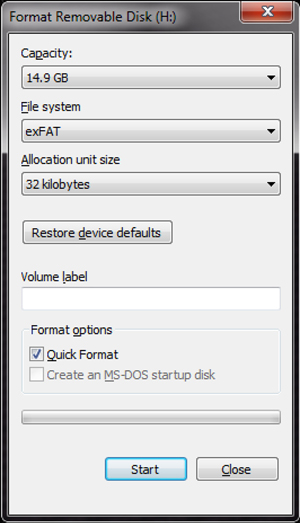 Format Removable Disk (H:)
Capacity:
14.9 GB
File system
exFAT
Allocation unit size
32 kilobytes
Restore device defaults
Volume label
Format options
Quick Format
Create an MS-DOS startup disk
Start
Close